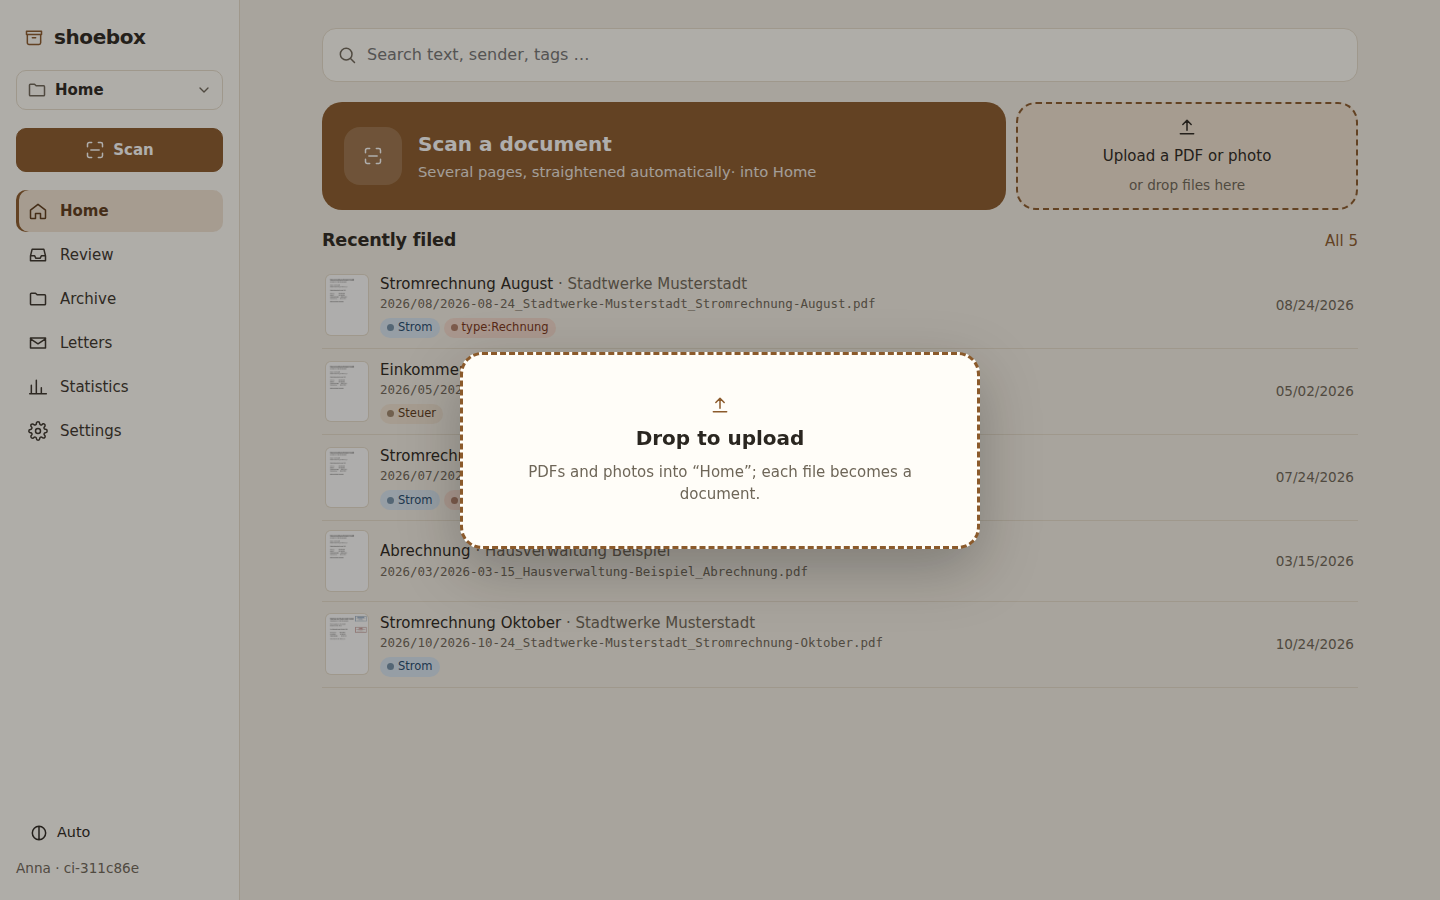 shoebox
Home
Scan
Home
Review
Archive
Letters
Statistics
Settings
Auto
Anna · ci-311c86e
Search text, sender, tags …
Scan a document
Several pages, straightened automatically· into Home
Upload a PDF or photo
or drop files here
Recently filed
All 5
Stromrechnung August · Stadtwerke Musterstadt
2026/08/2026-08-24_Stadtwerke-Musterstadt_Stromrechnung-August.pdf
Strom type:Rechnung
08/24/2026
Einkomme
2026/05/202
Steuer
05/02/2026
Drop to upload
PDFs and photos into “Home”; each file becomes a
document.
Stromrech
2026/07/202
Strom
07/24/2026
Abrechnung · Hausverwaltung Beispiel
2026/03/2026-03-15_Hausverwaltung-Beispiel_Abrechnung.pdf
03/15/2026
Stromrechnung Oktober · Stadtwerke Musterstadt
2026/10/2026-10-24_Stadtwerke-Musterstadt_Stromrechnung-Oktober.pdf
Strom
10/24/2026